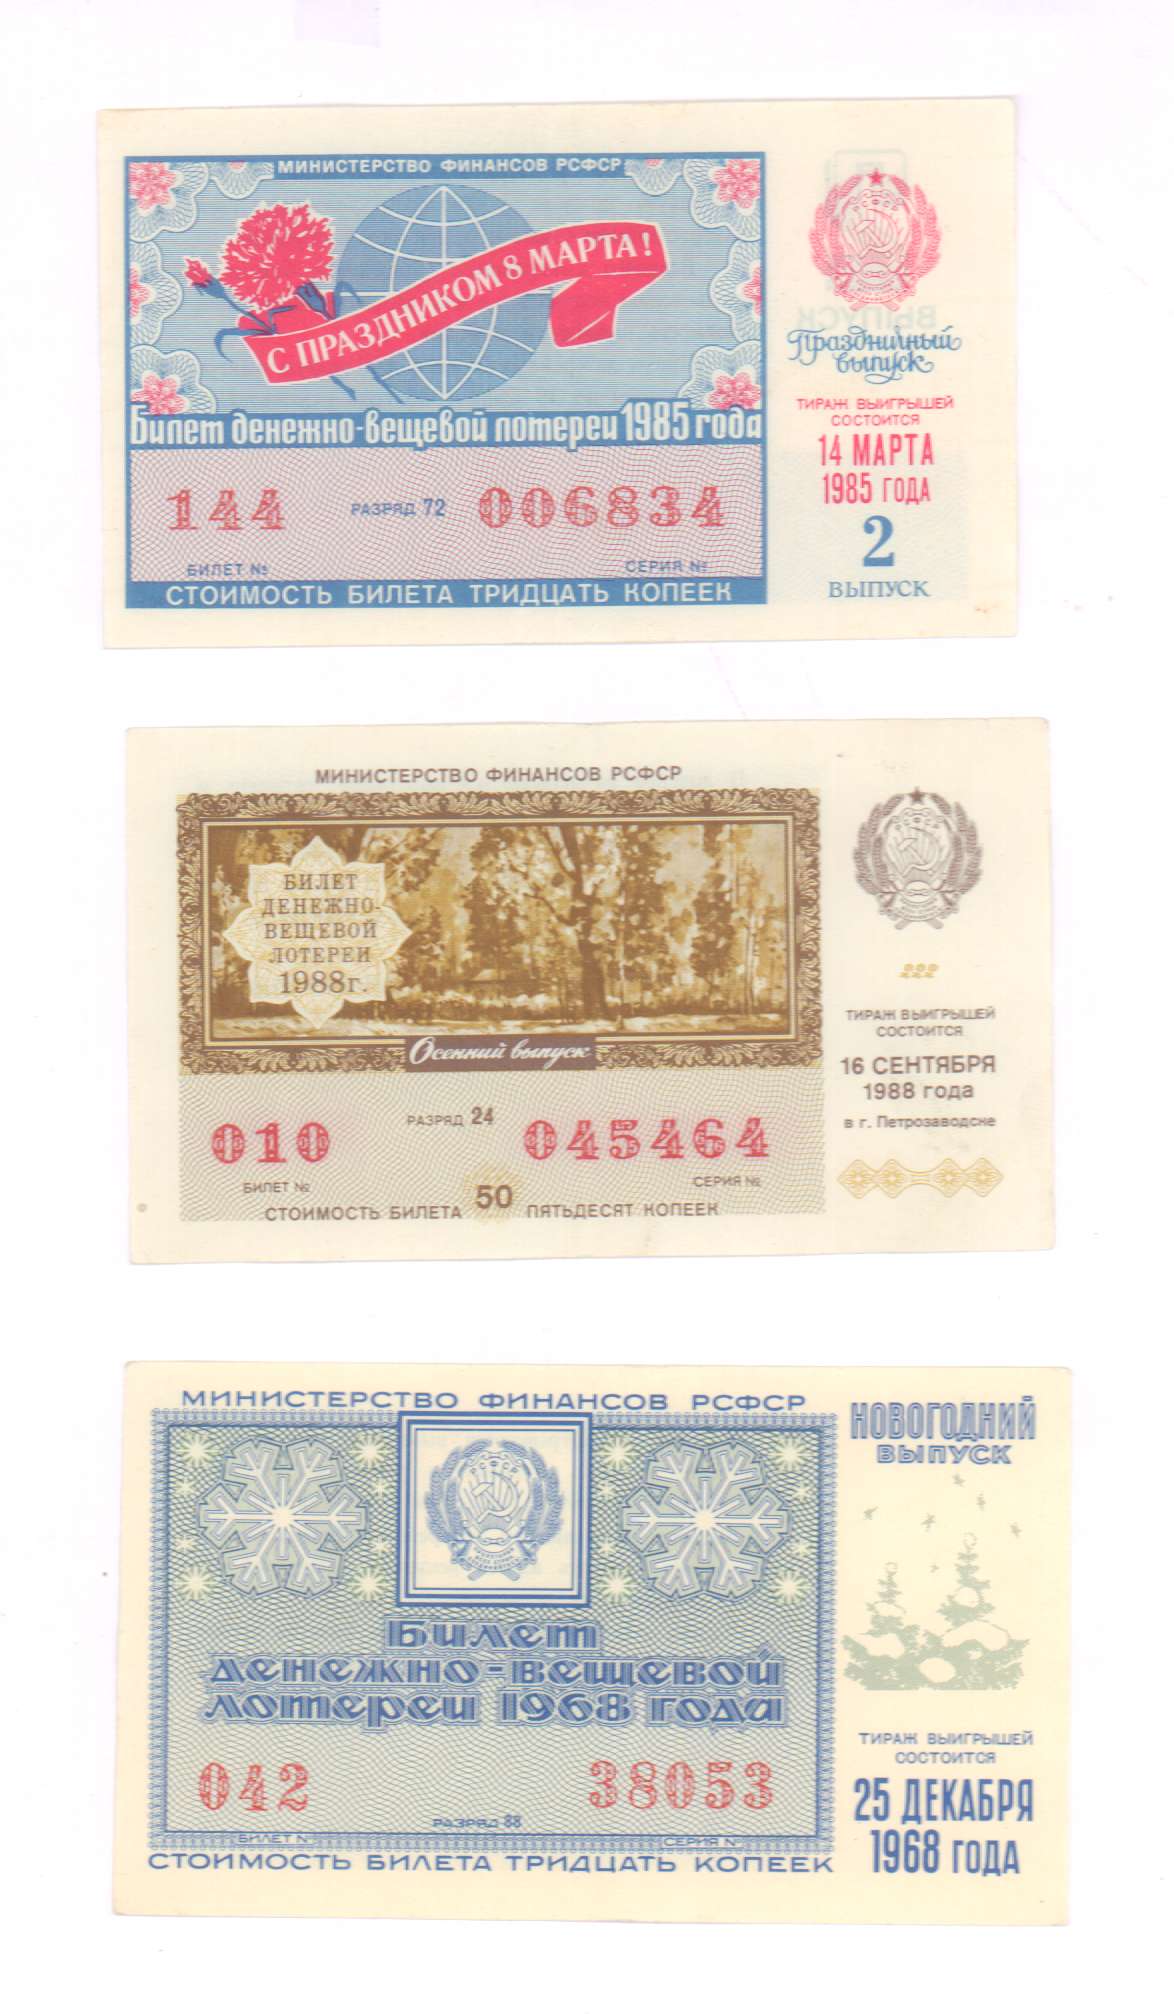 МИНИСТЕРСТВО ФИНАНСОВ РСФСР
С ПРАЗДНИКОМ 8 МАРТА!
Билет денежно-вещевой лотереи 1985 года
144 РАЗРЯД 72 006834
БИЛЕТ № СЕРИЯ №
СТОИМОСТЬ БИЛЕТА ТРИДЦАТЬ КОПЕЕК
РСФСР
Праздничный
выпуск
ТИРАЖ ВЫИГРЫШЕЙ
СОСТОИТСЯ
14 МАРТА
1985 ГОДА
2
ВЫПУСК
МИНИСТЕРСТВО ФИНАНСОВ РСФСР
БИЛЕТ
ДЕНЕЖНО-
ВЕЩЕВОЙ
ЛОТЕРЕИ
1988г.
Осенний выпуск
010 РАЗРЯД 24 045464
БИЛЕТ № СЕРИЯ №
СТОИМОСТЬ БИЛЕТА 50 ПЯТЬДЕСЯТ КОПЕЕК
РСФСР
ТИРАЖ ВЫИГРЫШЕЙ
СОСТОИТСЯ
16 СЕНТЯБРЯ
1988 года
в г. Петрозаводске
МИНИСТЕРСТВО ФИНАНСОВ РСФСР
РСФСР
Билет
денежно-вещевой
лотереи 1968 года
042 38053
РАЗРЯД 88
БИЛЕТ № СЕРИЯ №
СТОИМОСТЬ БИЛЕТА ТРИДЦАТЬ КОПЕЕК
НОВОГОДНИЙ
ВЫПУСК
ТИРАЖ ВЫИГРЫШЕЙ
СОСТОИТСЯ
25 ДЕКАБРЯ
1968 ГОДА